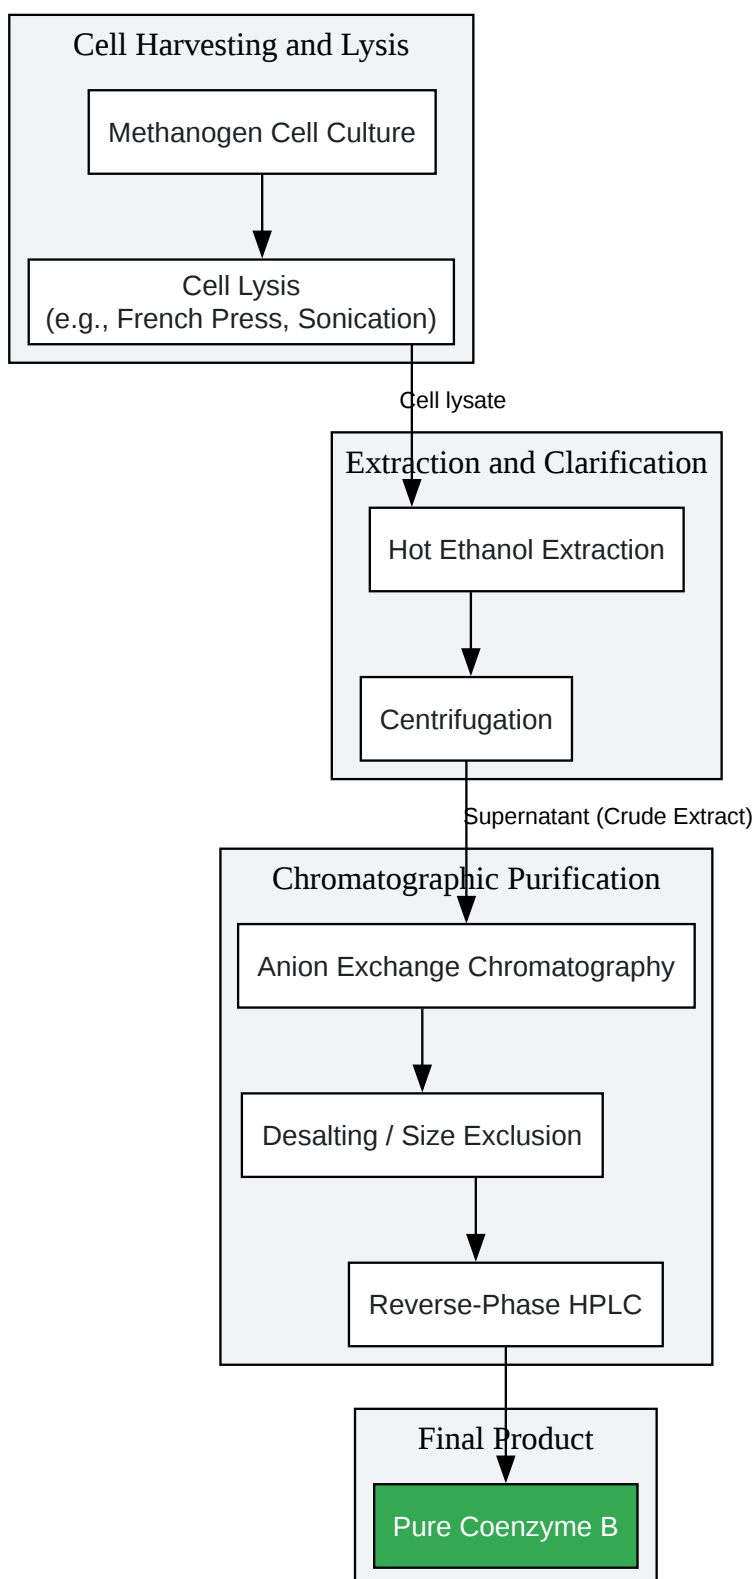 Cell Harvesting and Lysis
Methanogen Cell Culture
Cell Lysis
(e.g., French Press, Sonication)
Cell lysate
Extraction and Clarification
Hot Ethanol Extraction
Centrifugation
Supernatant (Crude Extract)
Chromatographic Purification
Anion Exchange Chromatography
Desalting / Size Exclusion
Reverse-Phase HPLC
Final Product
Pure Coenzyme B